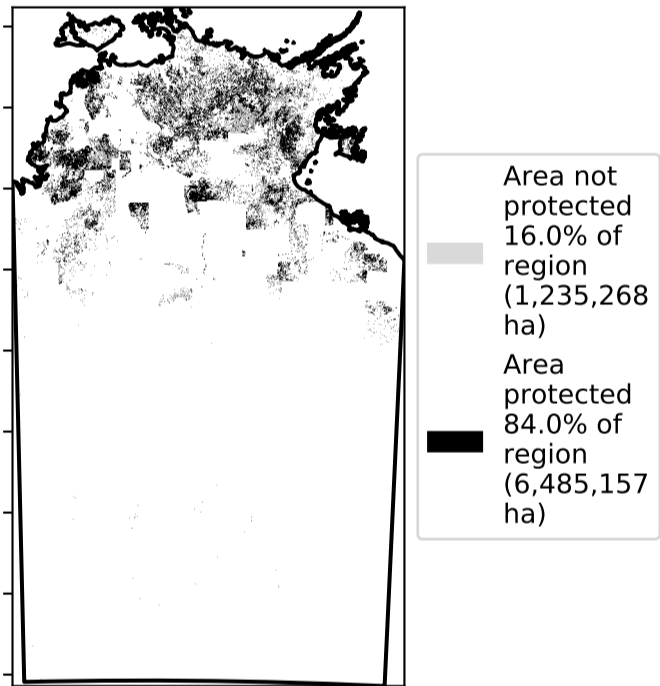 Area not
protected
16.0% of
region
(1,235,268
ha)
Area
protected
84.0% of
region
(6,485,157
ha)